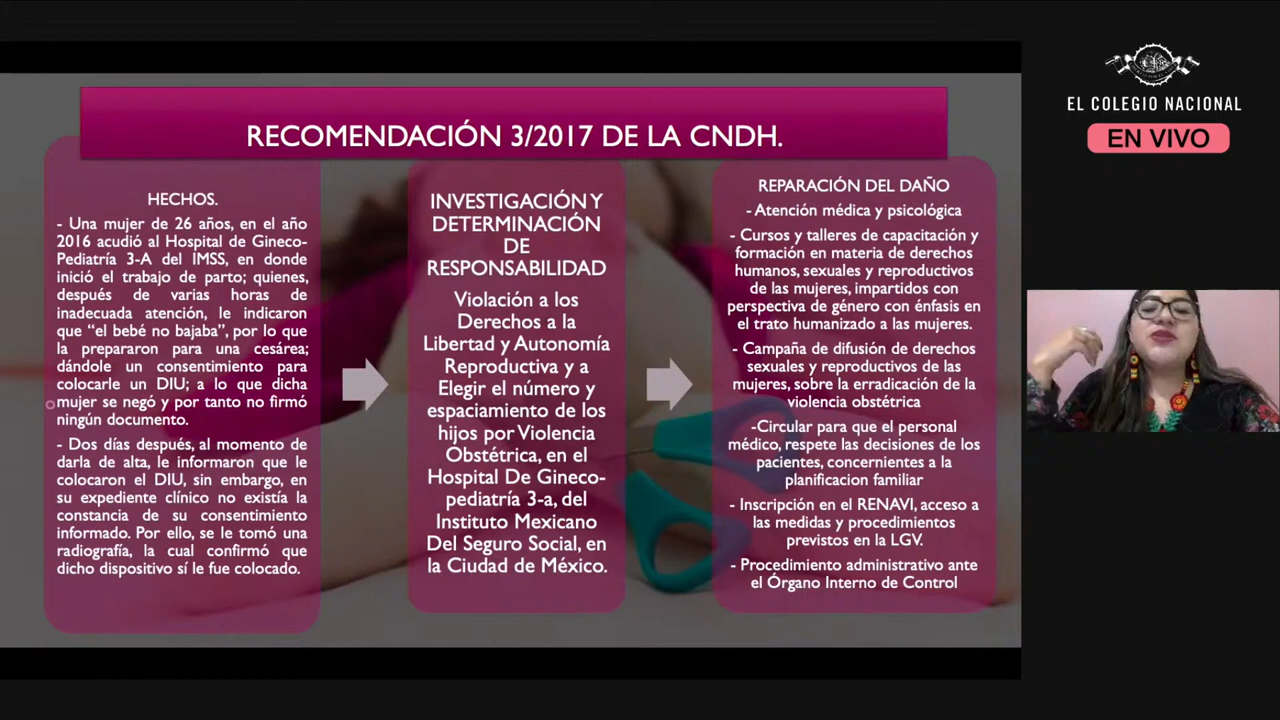 RECOMENDACIÓN 3/2017 DE LA CNDH.
HECHOS.
- Una mujer de 26 años, en el año
2016 acudió al Hospital de Gineco-
Pediatría 3-A del IMSS, en donde
inició el trabajo de parto; quienes,
después de varias horas de
inadecuada atención, le indicaron
que “el bebé no bajaba”, por lo que
la prepararon para una cesárea;
dándole un consentimiento para
colocarle un DIU; a lo que dicha
mujer se negó y por tanto no firmó
ningún documento.
- Dos días después, al momento de
darla de alta, le informaron que le
colocaron el DIU, sin embargo, en
su expediente clínico no existía la
constancia de su consentimiento
informado. Por ello, se le tomó una
radiografía, la cual confirmó que
dicho dispositivo sí le fue colocado.
INVESTIGACIÓN Y
DETERMINACIÓN
DE
RESPONSABILIDAD
Violación a los
Derechos a la
Libertad y Autonomía
Reproductiva y a
Elegir el número y
espaciamiento de los
hijos por Violencia
Obstétrica, en el
Hospital De Gineco-
pediatría 3-a, del
Instituto Mexicano
Del Seguro Social, en
la Ciudad de México.
REPARACIÓN DEL DAÑO
- Atención médica y psicológica
- Cursos y talleres de capacitación y
formación en materia de derechos
humanos, sexuales y reproductivos
de las mujeres, impartidos con
perspectiva de género con énfasis en
el trato humanizado a las mujeres.
- Campaña de difusión de derechos
sexuales y reproductivos de las
mujeres, sobre la erradicación de la
violencia obstétrica
-Circular para que el personal
médico, respete las decisiones de los
pacientes, concernientes a la
planificacion familiar
- Inscripción en el RENAVI, acceso a
las medidas y procedimientos
previstos en la LGV.
- Procedimiento administrativo ante
el Órgano Interno de Control
EL COLEGIO NACIONAL
EN VIVO